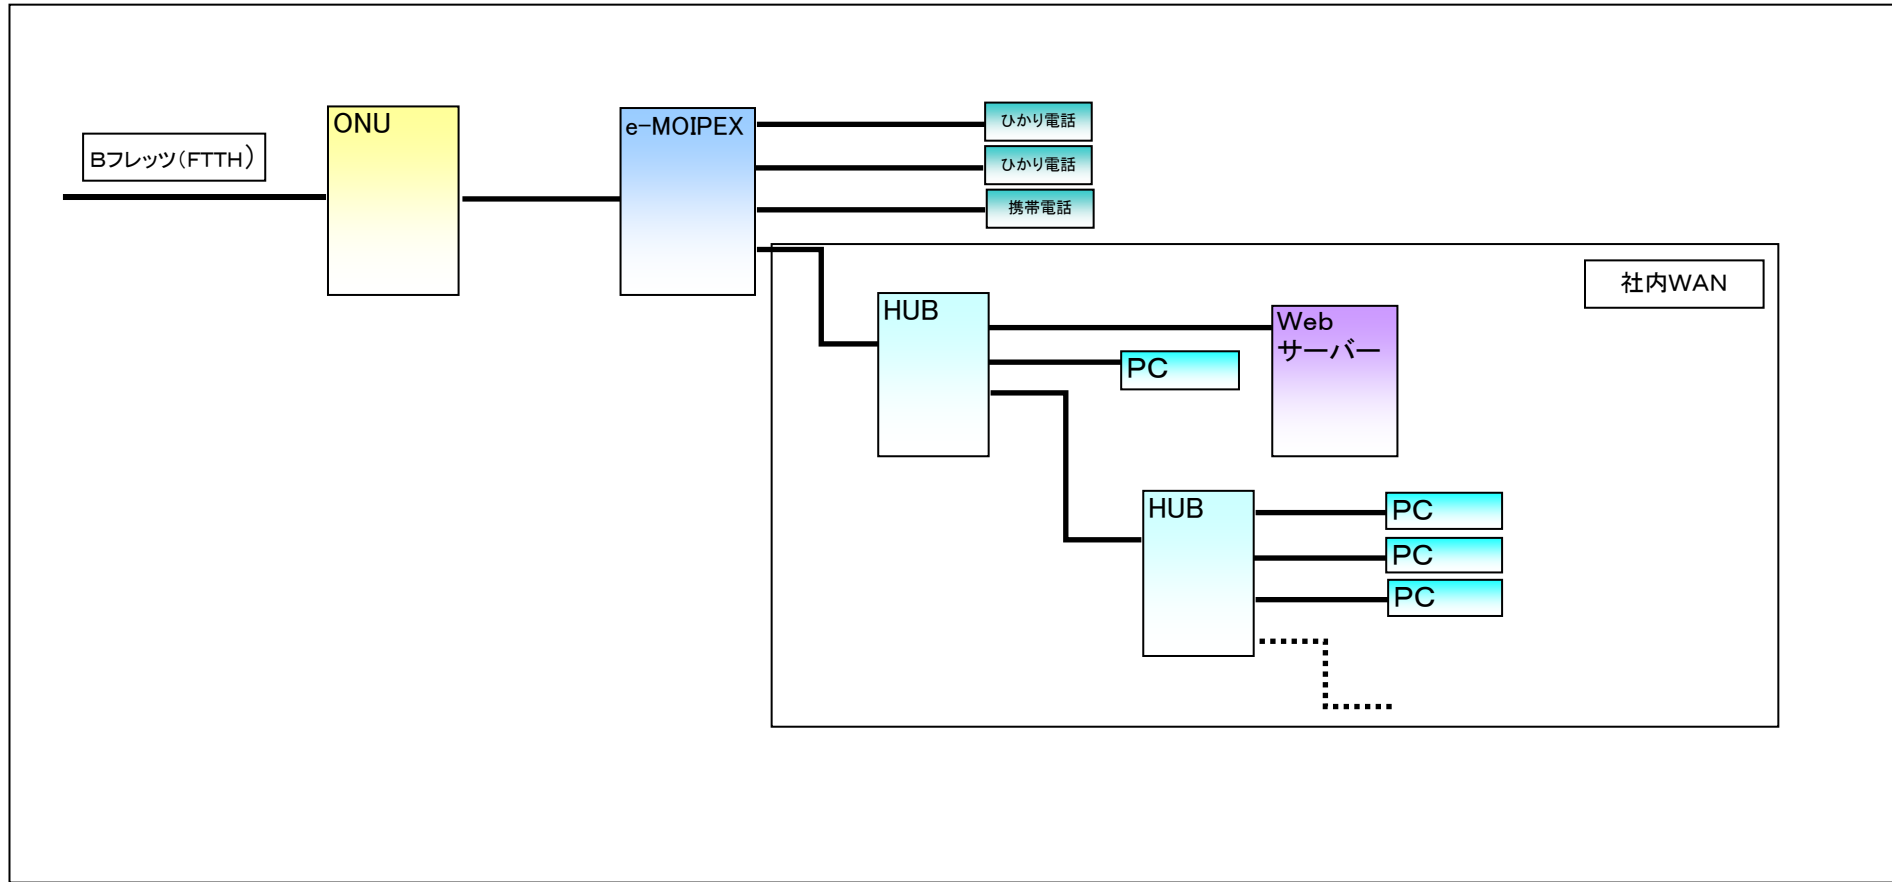 Bフレッツ(FTTH)
ONU
e-MOIPEX
ひかり電話
ひかり電話
携帯電話
社内WAN
HUB
Web
サーバー
PC
HUB
PC
PC
PC